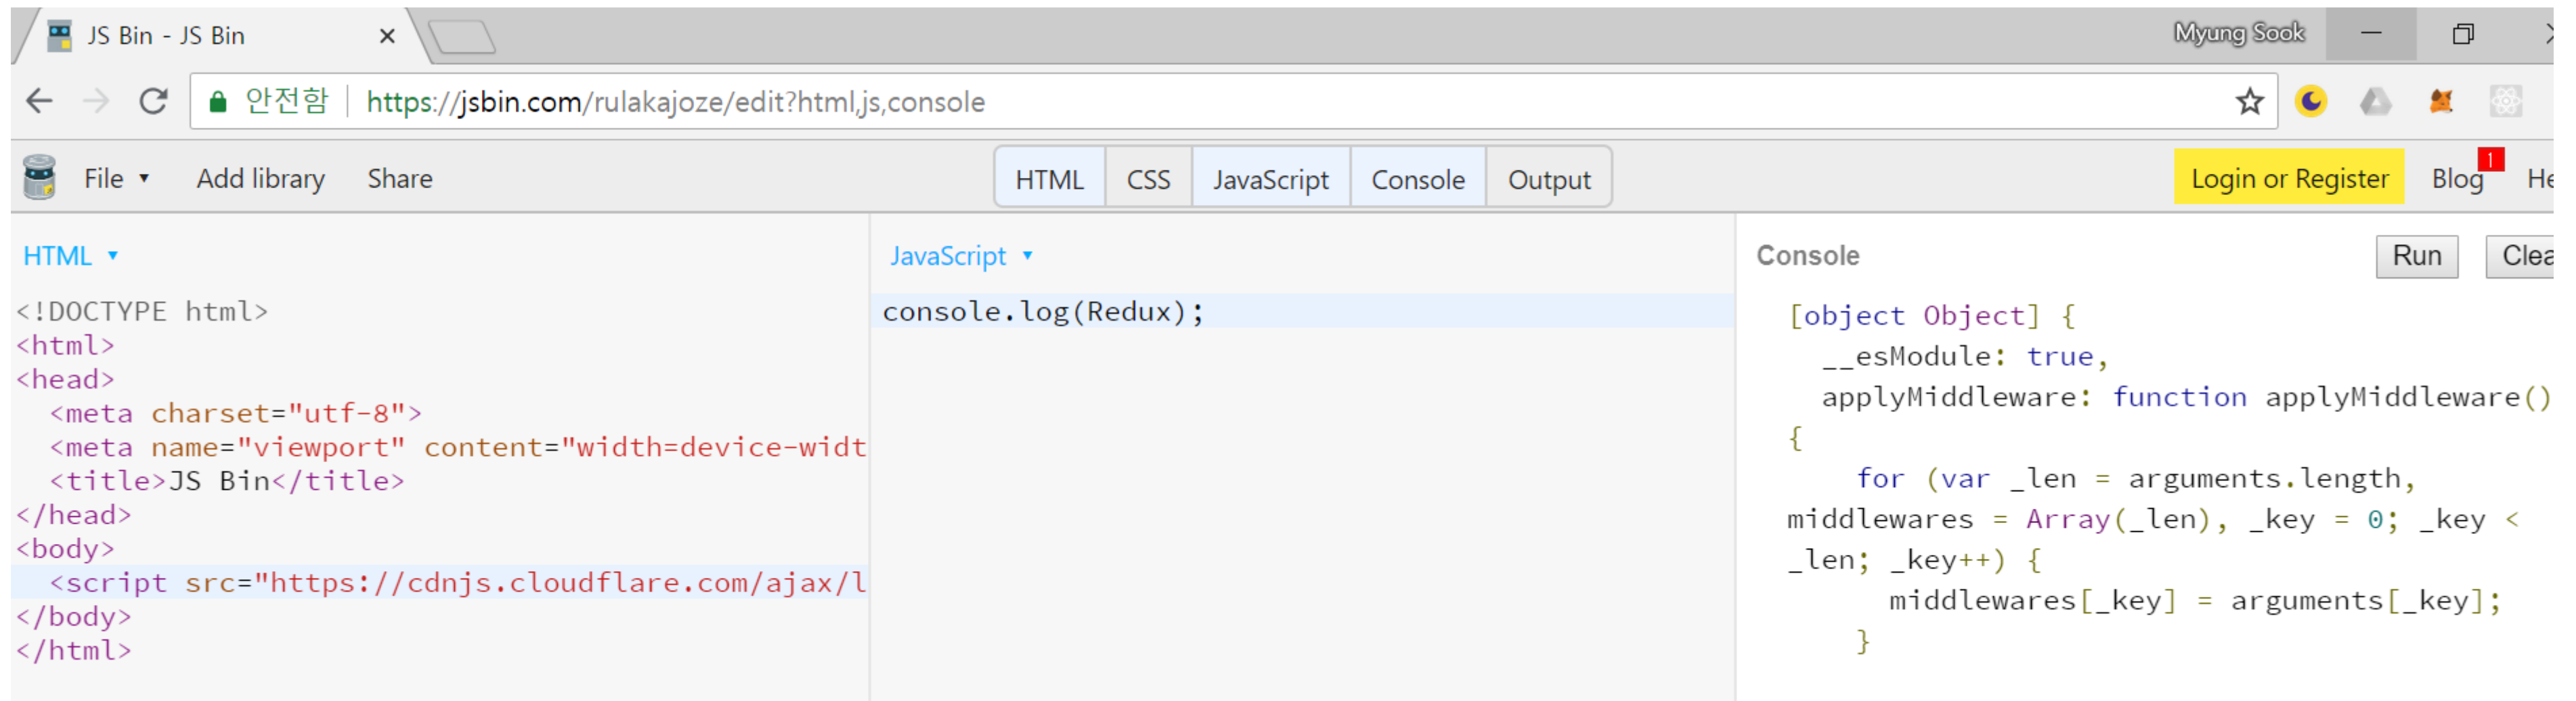 JS Bin - JS Bin
Myung Sook
안전함
https://jsbin.com/rulakajoze/edit?html,js,console
File
Add library
Share
HTML
CSS
JavaScript
Console
Output
Login or Register
Blog
1
He
HTML
<!DOCTYPE html>
<html>
<head>
  <meta charset="utf-8">
  <meta name="viewport" content="width=device-widt
  <title>JS Bin</title>
</head>
<body>
  <script src="https://cdnjs.cloudflare.com/ajax/l
</body>
</html>
JavaScript
console.log(Redux);
Console
Run
Clea
[object Object] {
  __esModule: true,
  applyMiddleware: function applyMiddleware()
{
    for (var _len = arguments.length,
middlewares = Array(_len), _key = 0; _key <
_len; _key++) {
      middlewares[_key] = arguments[_key];
    }